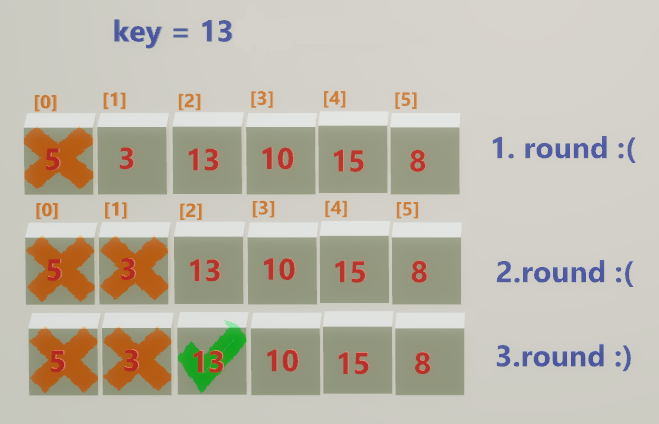 key = 13
[0] [1] [2] [3] [4] [5]
5 3 13 10 15 8 1. round :(
[0] [1] [2] [3] [4] [5]
5 3 13 10 15 8 2.round :(
5 3 13 10 15 8 3.round :)